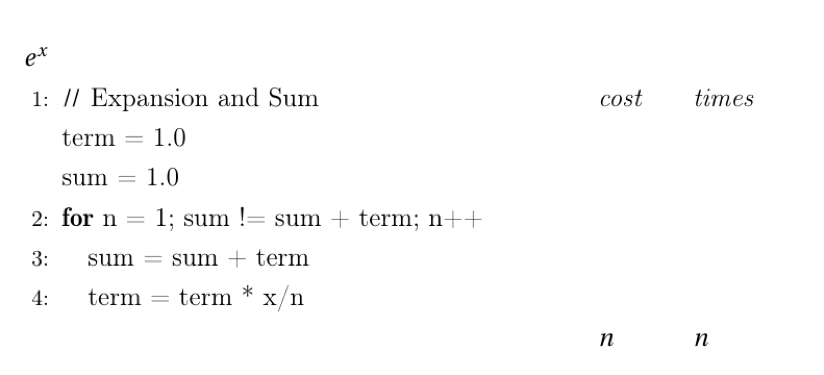 e^x
1: // Expansion and Sum cost times
term = 1.0
sum = 1.0
2: for n = 1; sum != sum + term; n++
3: sum = sum + term
4: term = term * x/n
n n